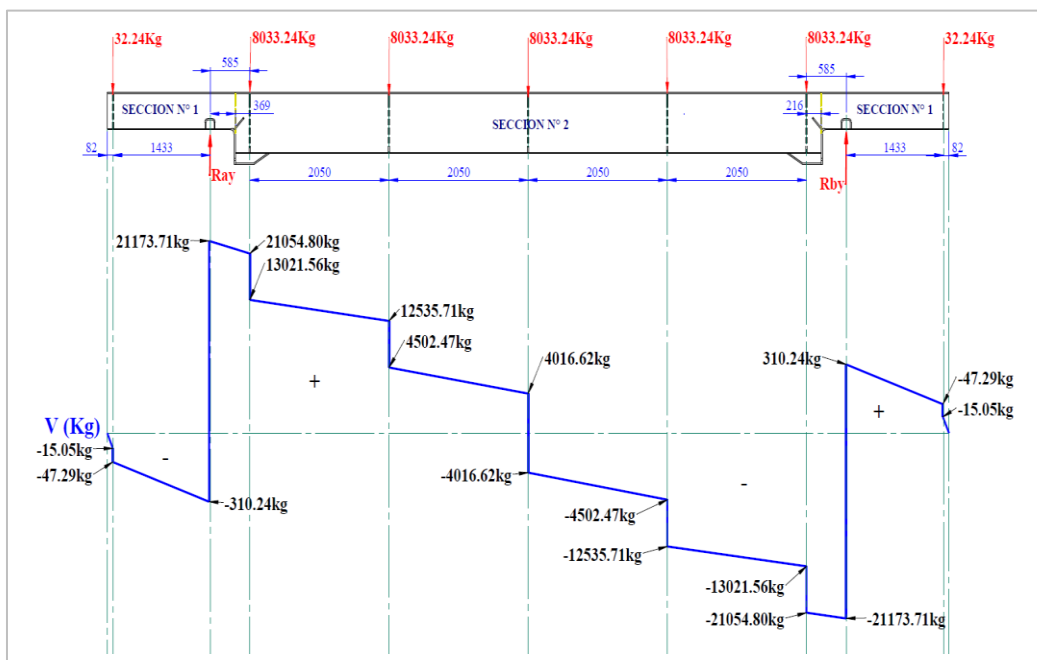 32.24Kg 8033.24Kg 8033.24Kg 8033.24Kg 8033.24Kg 8033.24Kg 32.24Kg
585 585
SECCION N° 1 369 SECCION N° 2 216 SECCION N° 1
82 1433 1433 82
Ray Rby
2050 2050 2050 2050
21173.71kg 21054.80kg
13021.56kg
12535.71kg
4502.47kg
4016.62kg 310.24kg
-47.29kg
+ +
-15.05kg
V (Kg)
-15.05kg
-
-47.29kg
-4016.62kg -
-310.24kg -4502.47kg
-12535.71kg
-13021.56kg
-21054.80kg -21173.71kg